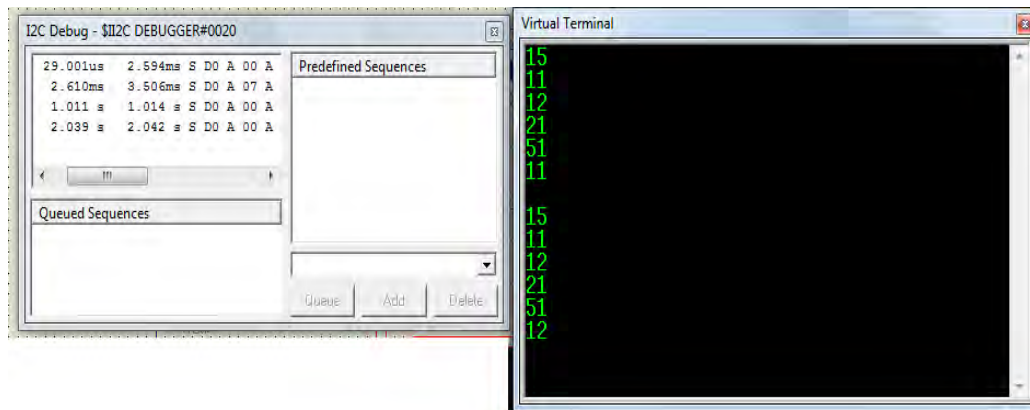 I2C Debug - $II2C DEBUGGER#0020
29.001us 2.594ms S D0 A 00 A
2.610ms 3.506ms S D0 A 07 A
1.011 s 1.014 s S D0 A 00 A
2.039 s 2.042 s S D0 A 00 A
Queued Sequences
Predefined Sequences
Queue Add Delete
Virtual Terminal
15
11
12
21
51
11
15
11
12
21
51
12